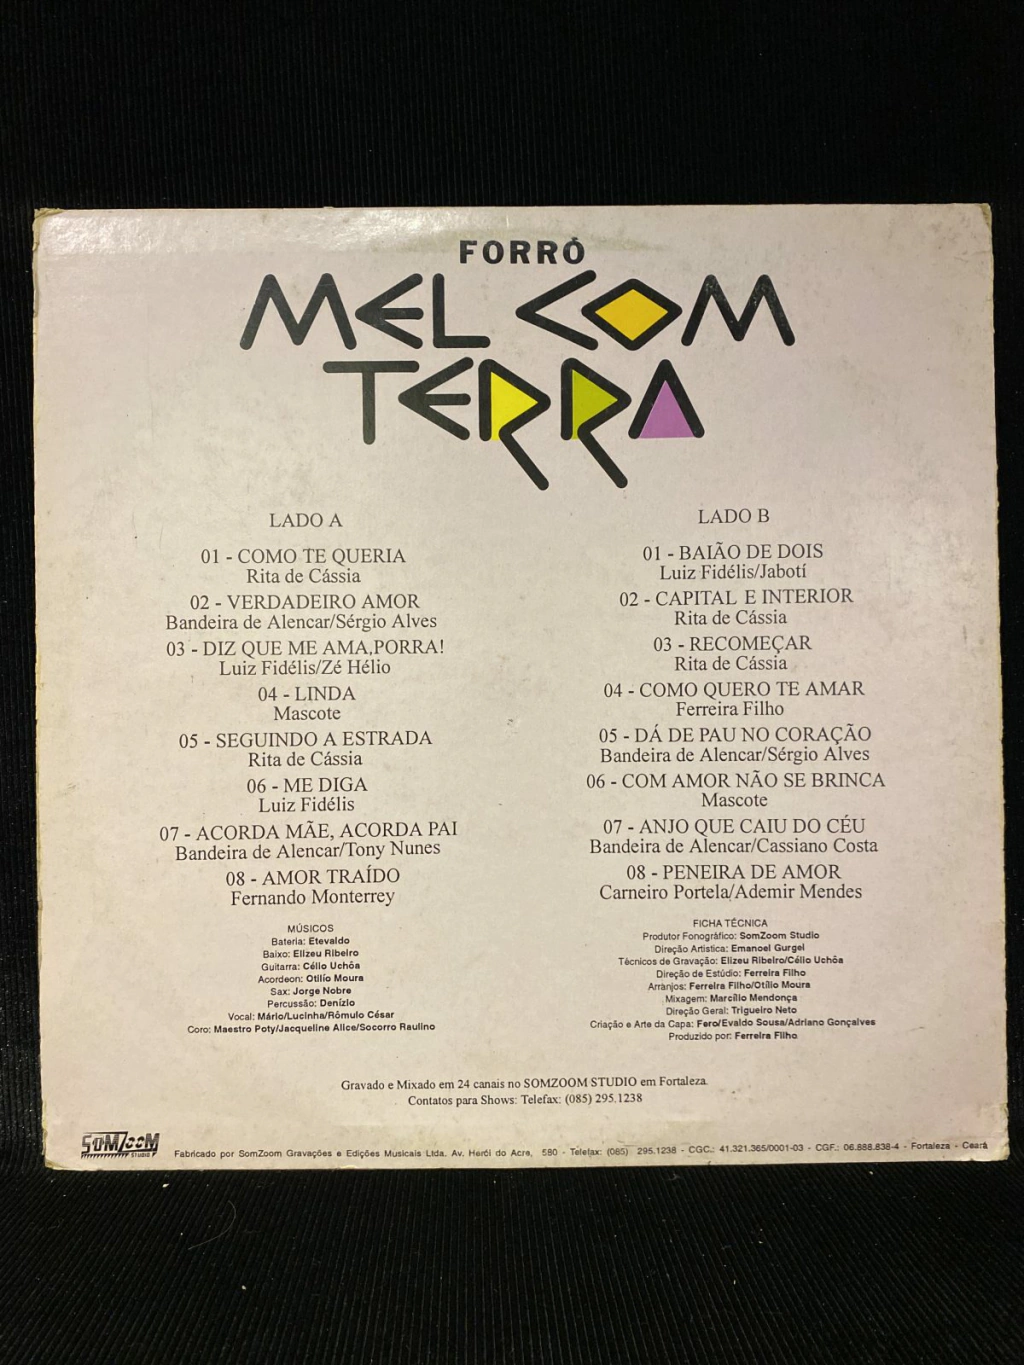 FORRÓ
MEL COM
TERRA
LADO A
01 - COMO TE QUERIA
Rita de Cássia
02 - VERDADEIRO AMOR
Bandeira de Alencar/Sérgio Alves
03 - DIZ QUE ME AMA,PORRA!
Luiz Fidélis/Zé Hélio
04 - LINDA
Mascote
05 - SEGUINDO A ESTRADA
Rita de Cássia
06 - ME DIGA
Luiz Fidélis
07 - ACORDA MÃE, ACORDA PAI
Bandeira de Alencar/Tony Nunes
08 - AMOR TRAÍDO
Fernando Monterrey
MÚSICOS
Bateria: Etevaldo
Baixo: Elizeu Ribeiro
Guitarra: Célio Uchôa
Acordeon: Otílio Moura
Sax: Jorge Nobre
Percussão: Denízio
Vocal: Mário/Lucinha/Rômulo César
Coro: Maestro Poty/Jacqueline Alice/Socorro Raulino
LADO B
01 - BAIÃO DE DOIS
Luiz Fidélis/Jabotí
02 - CAPITAL E INTERIOR
Rita de Cássia
03 - RECOMEÇAR
Rita de Cássia
04 - COMO QUERO TE AMAR
Ferreira Filho
05 - DÁ DE PAU NO CORAÇÃO
Bandeira de Alencar/Sérgio Alves
06 - COM AMOR NÃO SE BRINCA
Mascote
07 - ANJO QUE CAIU DO CÉU
Bandeira de Alencar/Cassiano Costa
08 - PENEIRA DE AMOR
Carneiro Portela/Ademir Mendes
FICHA TÉCNICA
Produtor Fonográfico: SomZoom Studio
Direção Artistica: Emanoel Gurgel
Técnicos de Gravação: Elizeu Ribeiro/Célio Uchôa
Direção de Estúdio: Ferreira Filho
Arranjos: Ferreira Filho/Otílio Moura
Mixagem: Marcílio Mendonça
Direção Geral: Trigueiro Neto
Criação e Arte da Capa: Fero/Evaldo Sousa/Adriano Gonçalves
Produzido por: Ferreira Filho
Gravado e Mixado em 24 canais no SOMZOOM STUDIO em Fortaleza.
Contatos para Shows: Telefax: (085) 295.1238
SOMZOOM
STUDIO
Fabricado por SomZoom Gravações e Edições Musicais Ltda. Av. Herói do Acre, 580 - Telefax: (085) 295.1238 - CGC.: 41.321.365/0001-03 - CGF.: 06.888.838-4 - Fortaleza - Ceará